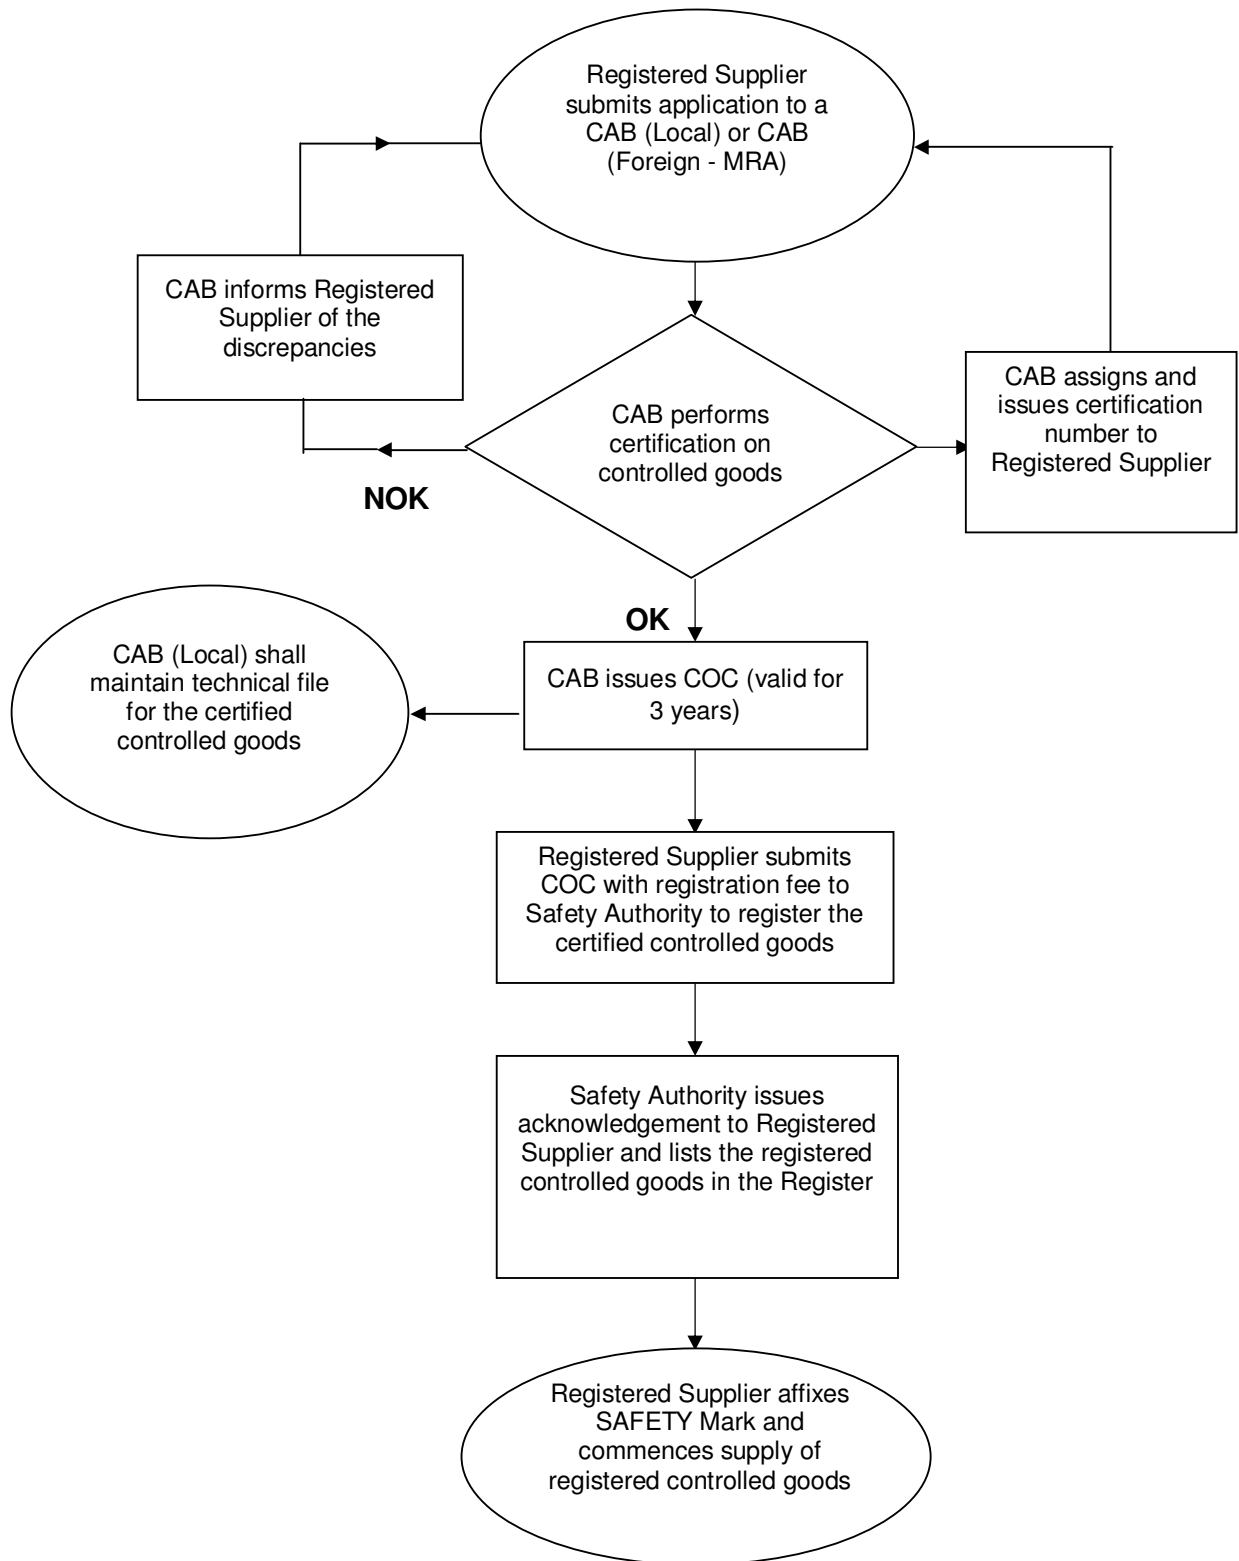 Registered Supplier
submits application to a
CAB (Local) or CAB
(Foreign - MRA)
CAB informs Registered
Supplier of the
discrepancies
CAB performs
certification on
controlled goods
CAB assigns and
issues certification
number to
Registered Supplier
NOK
OK
CAB (Local) shall
maintain technical file
for the certified
controlled goods
CAB issues COC (valid for
3 years)
Registered Supplier submits
COC with registration fee to
Safety Authority to register the
certified controlled goods
Safety Authority issues
acknowledgement to Registered
Supplier and lists the registered
controlled goods in the Register
Registered Supplier affixes
SAFETY Mark and
commences supply of
registered controlled goods